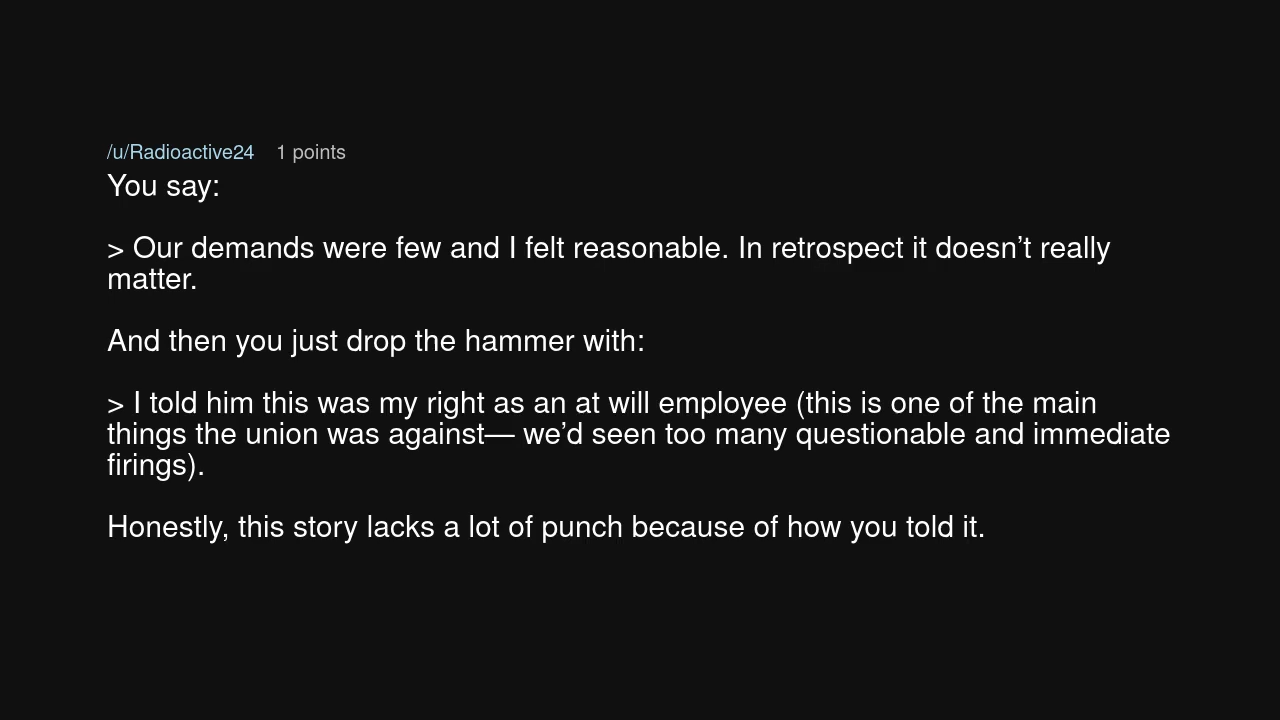 /u/Radioactive24 1 points
You say:
> Our demands were few and I felt reasonable. In retrospect it doesn’t really
matter.
And then you just drop the hammer with:
> I told him this was my right as an at will employee (this is one of the main
things the union was against— we’d seen too many questionable and immediate
firings).
Honestly, this story lacks a lot of punch because of how you told it.